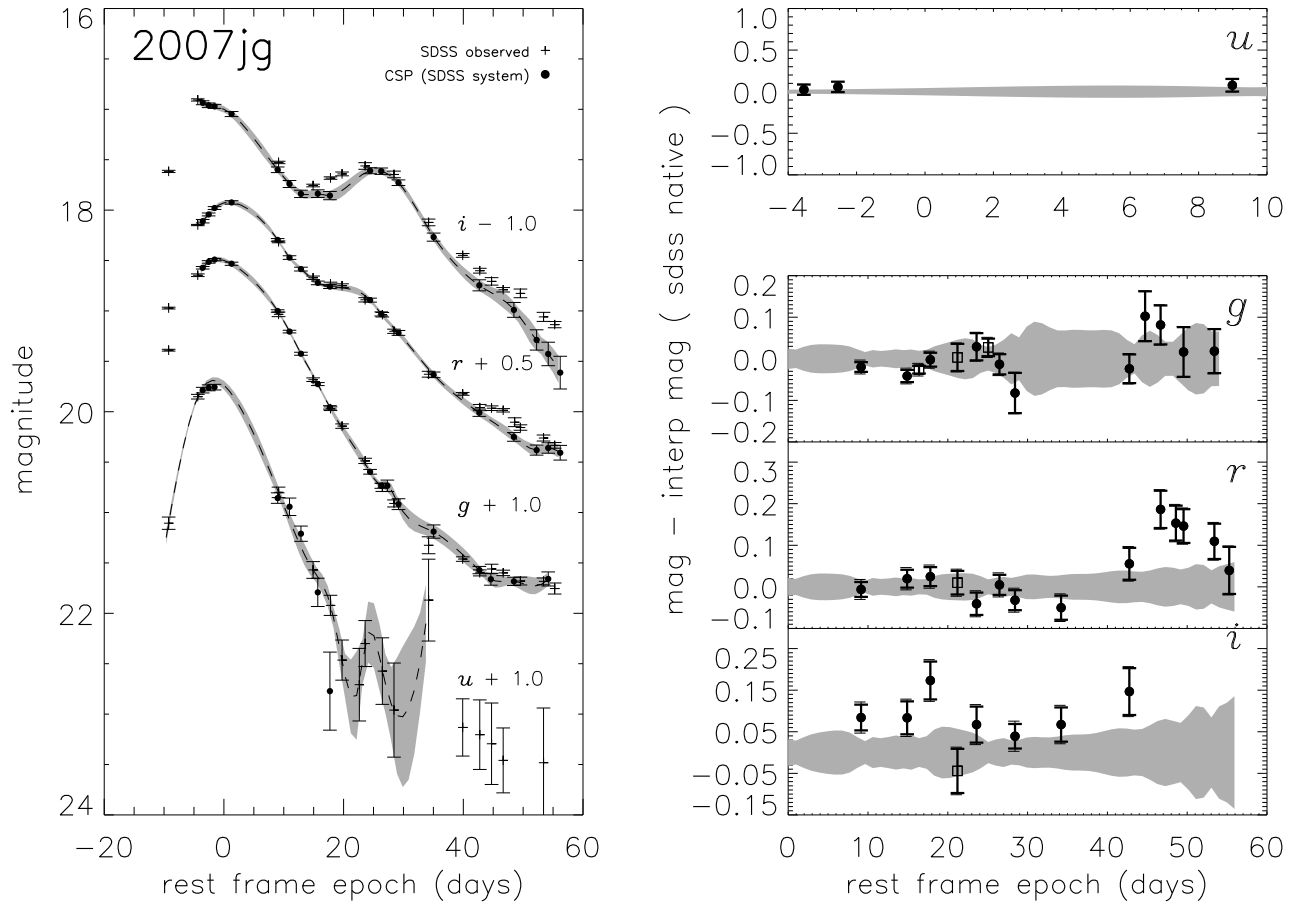 2007jg
SDSS observed +
CSP (SDSS system) ●
i − 1.0
r + 0.5
g + 1.0
u + 1.0
16
18
20
22
24
magnitude
−20 0 20 40 60
rest frame epoch (days)
mag − interp mag ( sdss native )
u
1.0
0.5
0.0
−0.5
−1.0
−4 −2 0 2 4 6 8 10
g
0.2
0.1
0.0
−0.1
−0.2
r
0.3
0.2
0.1
0.0
−0.1
i
0.25
0.15
0.05
−0.05
−0.15
0 10 20 30 40 50 60
rest frame epoch (days)